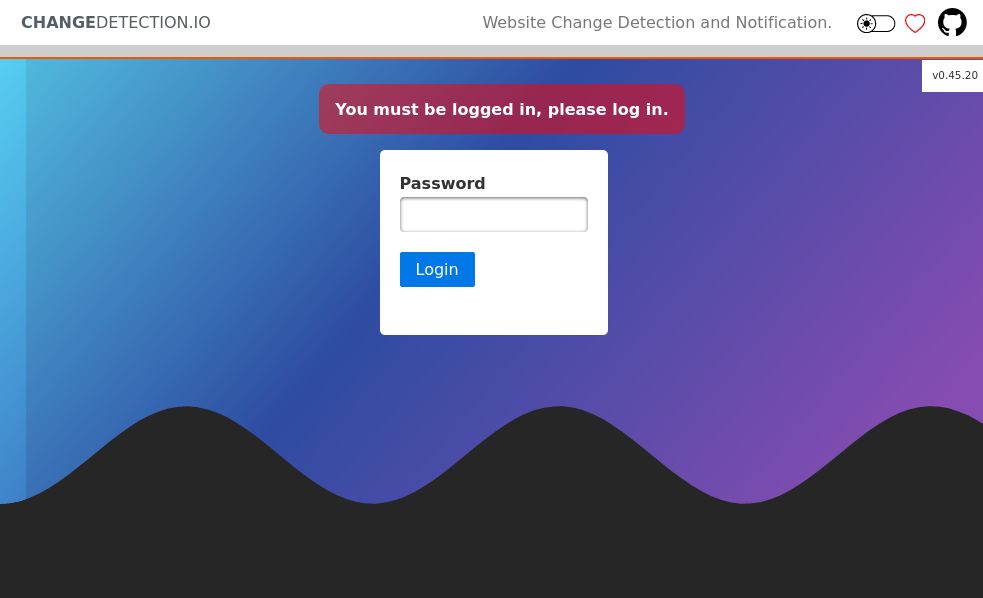 CHANGEDETECTION.IO
Website Change Detection and Notification.
v0.45.20
You must be logged in, please log in.
Password
Login